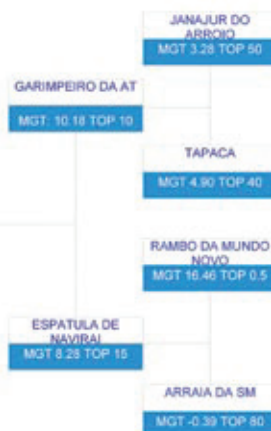 JANAJUR DO
ARROIO
MGT 3.28 TOP 50
GARIMPEIRO DA AT
MGT: 10.18 TOP 10
TAPACA
MGT 4.90 TOP 40
RAMBO DA MUNDO
NOVO
MGT 16.46 TOP 0.5
ESPATULA DE
NAVIRAI
MGT 8.28 TOP 15
ARRAIA DA SM
MGT -0.39 TOP 80